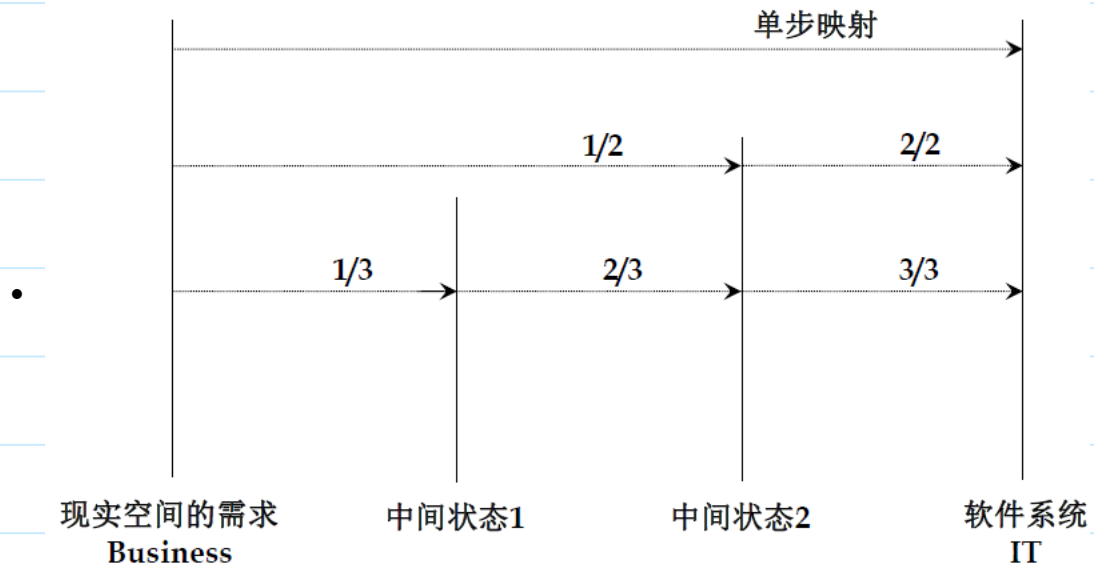 单步映射
1/2
2/2
1/3
2/3
3/3
现实空间的需求
Business
中间状态1
中间状态2
软件系统
IT